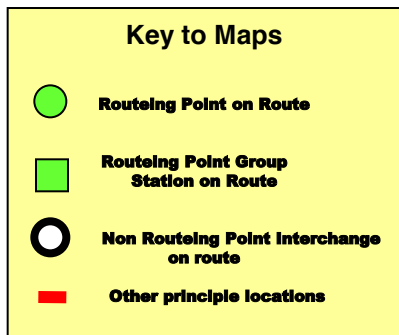 Key to Maps
Routeing Point on Route
Routeing Point Group
Station on Route
Non Routeing Point Interchange
on route
Other principle locations